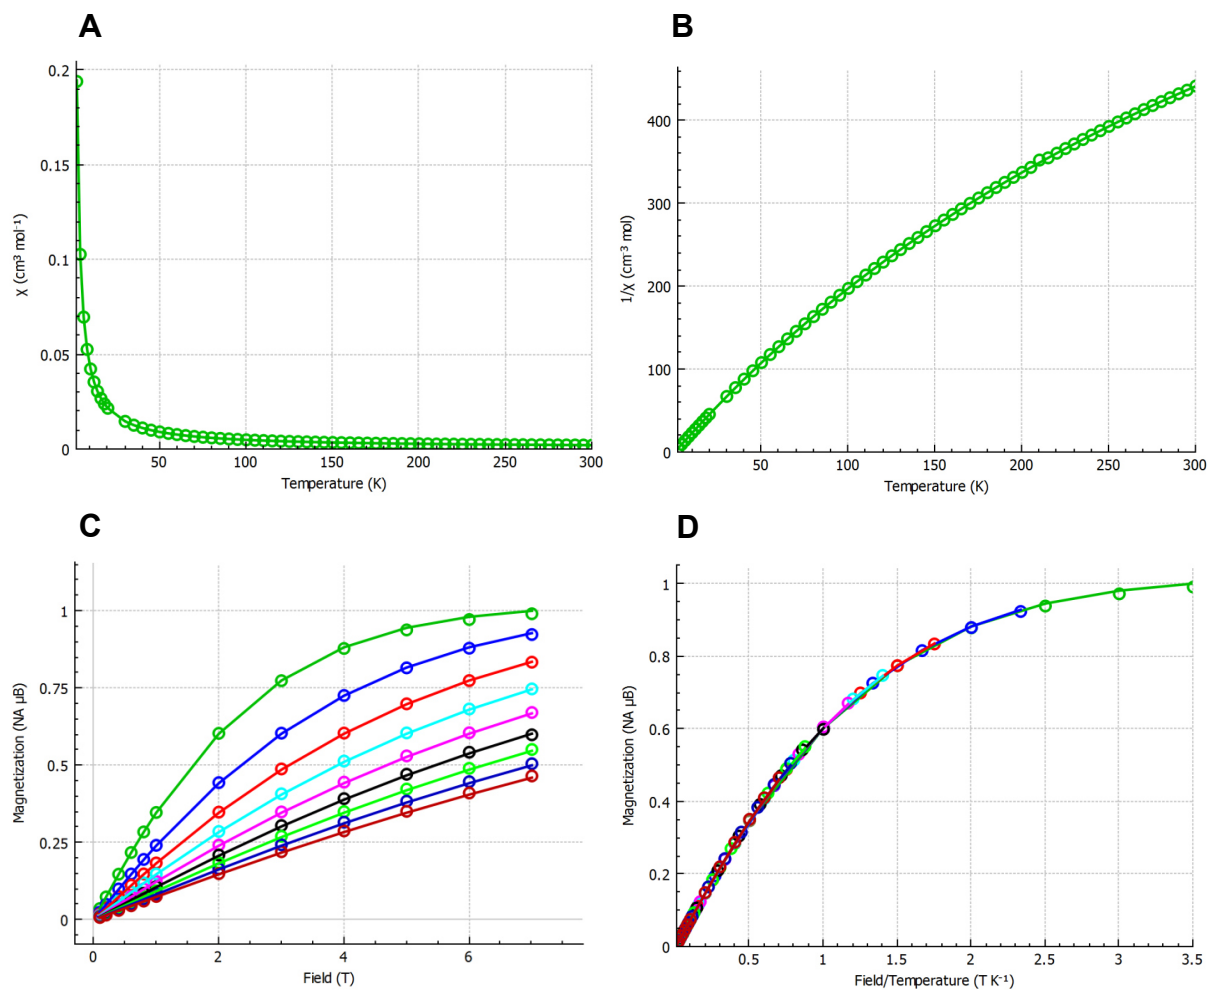 A
0.2
0.15
0.1
0.05
0
χ (cm³ mol⁻¹)
50 100 150 200 250 300
Temperature (K)
B
400
300
200
100
0
1/χ (cm⁻³ mol)
50 100 150 200 250 300
Temperature (K)
C
1
0.75
0.5
0.25
0
Magnetization (NA µB)
0 2 4 6
Field (T)
D
1
0.8
0.6
0.4
0.2
0
Magnetization (NA µB)
0.5 1 1.5 2 2.5 3 3.5
Field/Temperature (T K⁻¹)